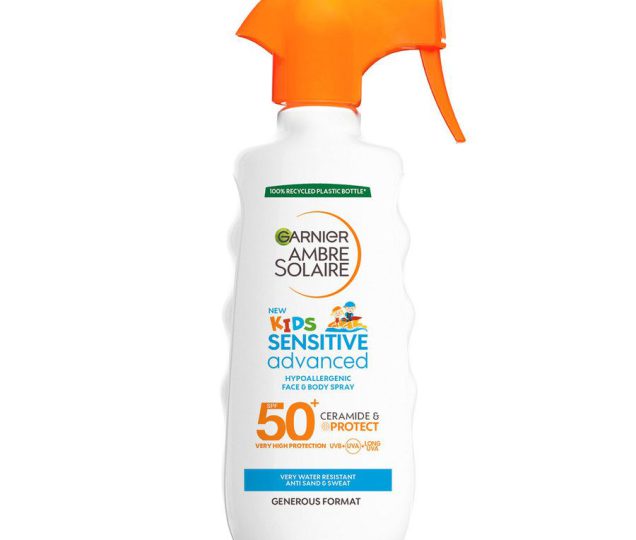 100% RECYCLED PLASTIC BOTTLE*
GARNIER
AMBRE
SOLAIRE
NEW
KIDS
SENSITIVE
advanced
HYPOALLERGENIC
FACE & BODY SPRAY
SPF 50+
CERAMIDE &
PROTECT
VERY HIGH PROTECTION UVB+UVA+LONG UVA
VERY WATER RESISTANT
ANTI SAND & SWEAT
GENEROUS FORMAT